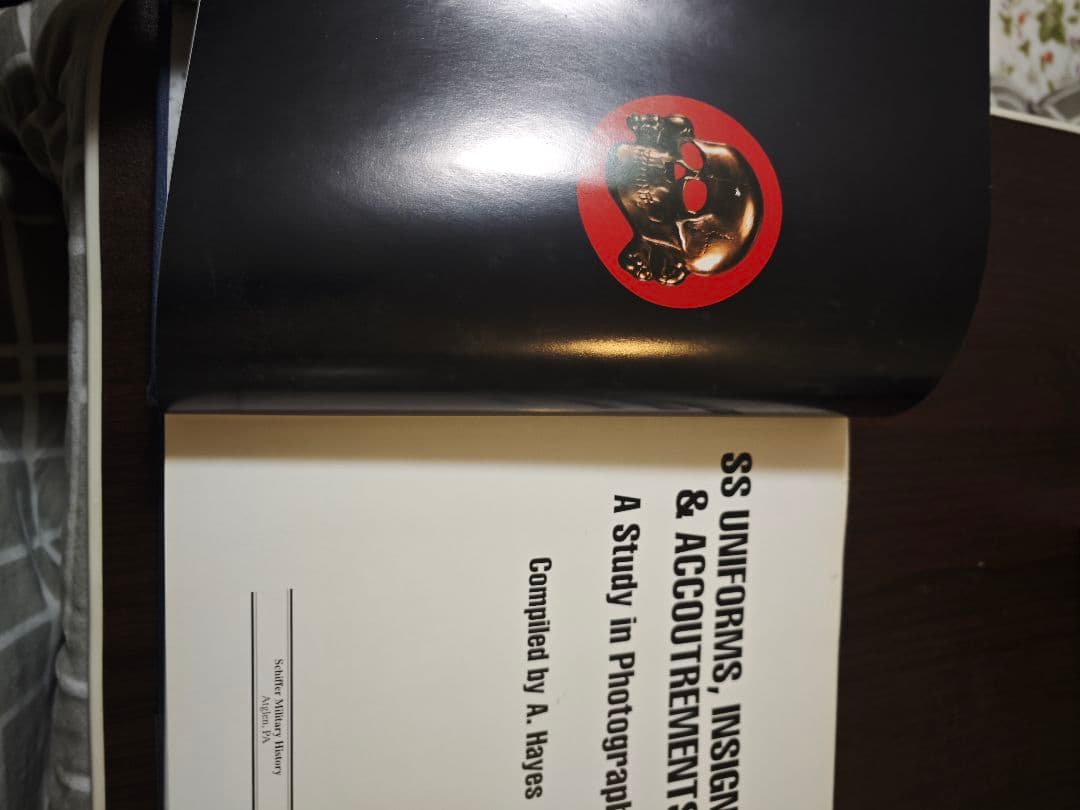 SS UNIFORMS, INSIGN
& ACCOUTREMENTS
A Study in Photograph
Compiled by A. Hayes
Schiffer Military History
Atglen, PA